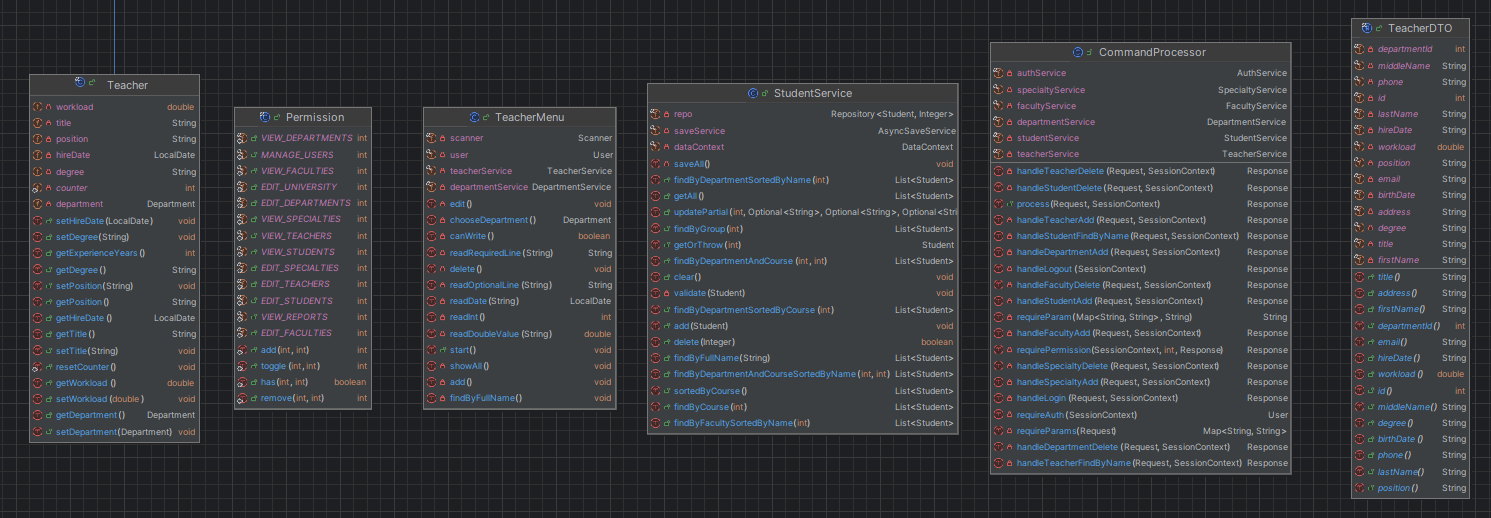 Teacher
workload double
title String
position String
hireDate LocalDate
degree String
counter int
department Department
setHireDate(LocalDate) void
setDegree(String) void
getExperienceYears() int
getDegree() String
setPosition(String) void
getPosition() String
getHireDate() LocalDate
getTitle() String
setTitle(String) void
resetCounter() void
getWorkload() double
setWorkload(double) void
getDepartment() Department
setDepartment(Department) void
Permission
VIEW_DEPARTMENTS int
MANAGE_USERS int
VIEW_FACULTIES int
EDIT_UNIVERSITY int
EDIT_DEPARTMENTS int
VIEW_SPECIALTIES int
VIEW_TEACHERS int
VIEW_STUDENTS int
EDIT_SPECIALTIES int
EDIT_TEACHERS int
EDIT_STUDENTS int
VIEW_REPORTS int
EDIT_FACULTIES int
add(int, int) int
toggle(int, int) int
has(int, int) boolean
remove(int, int) int
TeacherMenu
scanner Scanner
user User
teacherService TeacherService
departmentService DepartmentService
edit() void
chooseDepartment() Department
canWrite() boolean
readRequiredLine(String) String
delete() void
readOptionalLine(String) String
readDate(String) LocalDate
readInt() int
readDoubleValue(String) double
start() void
showAll() void
add() void
findByFullName() void
StudentService
repo Repository<Student, Integer>
saveService AsyncSaveService
dataContext DataContext
saveAll() void
findByDepartmentSortedByName(int) List<Student>
getAll() List<Student>
updatePartial(int, Optional<String>, Optional<String>, Optional<Stri
findByGroup(int) List<Student>
getOrThrow(int) Student
findByDepartmentAndCourse(int, int) List<Student>
clear() void
validate(Student) void
findByDepartmentSortedByCourse(int) List<Student>
add(Student) void
delete(Integer) boolean
findByFullName(String) List<Student>
findByDepartmentAndCourseSortedByName(int, int) List<Student>
sortedByCourse() List<Student>
findByCourse(int) List<Student>
findByFacultySortedByName(int) List<Student>
CommandProcessor
authService AuthService
specialtyService SpecialtyService
facultyService FacultyService
departmentService DepartmentService
studentService StudentService
teacherService TeacherService
handleTeacherDelete(Request, SessionContext) Response
handleStudentDelete(Request, SessionContext) Response
process(Request, SessionContext) Response
handleTeacherAdd(Request, SessionContext) Response
handleStudentFindByName(Request, SessionContext) Response
handleDepartmentAdd(Request, SessionContext) Response
handleLogout(SessionContext) Response
handleFacultyDelete(Request, SessionContext) Response
handleStudentAdd(Request, SessionContext) Response
requireParam(Map<String, String>, String) String
handleFacultyAdd(Request, SessionContext) Response
requirePermission(SessionContext, int, Response) Response
handleSpecialtyDelete(Request, SessionContext) Response
handleSpecialtyAdd(Request, SessionContext) Response
handleLogin(Request, SessionContext) Response
requireAuth(SessionContext) User
requireParams(Request) Map<String, String>
handleDepartmentDelete(Request, SessionContext) Response
handleTeacherFindByName(Request, SessionContext) Response
TeacherDTO
departmentId int
middleName String
phone String
id int
lastName String
hireDate String
workload double
position String
email String
birthDate String
address String
degree String
title String
firstName String
title() String
address() String
firstName() String
departmentId() int
email() String
hireDate() String
workload() double
id() int
middleName() String
degree() String
birthDate() String
phone() String
lastName() String
position() String